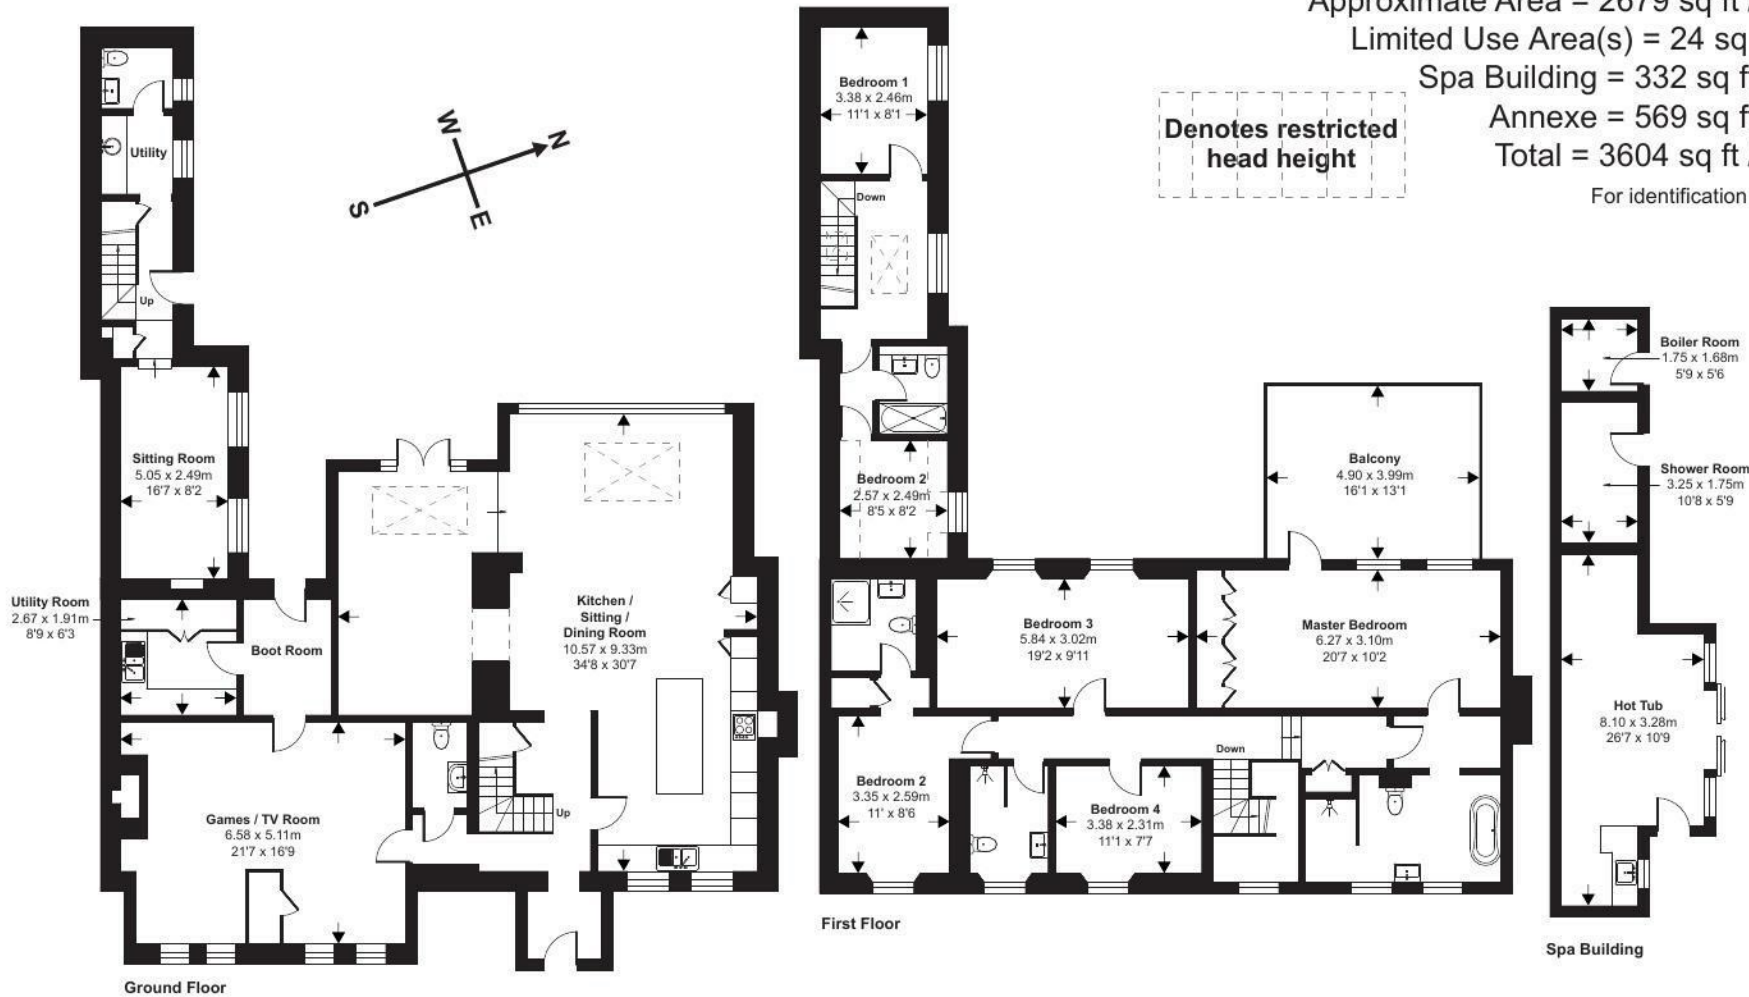 Approximate Area = 2679 sq ft /
Limited Use Area(s) = 24 sq
Spa Building = 332 sq f
Annexe = 569 sq f
Total = 3604 sq ft /
For identification
Denotes restricted
head height
W
N
S
E
Utility
Up
Sitting Room
5.05 x 2.49m
16'7 x 8'2
Utility Room
2.67 x 1.91m
8'9 x 6'3
Boot Room
Kitchen /
Sitting /
Dining Room
10.57 x 9.33m
34'8 x 30'7
Games / TV Room
6.58 x 5.11m
21'7 x 16'9
Up
Ground Floor
Bedroom 1
3.38 x 2.46m
11'1 x 8'1
Down
Bedroom 2
2.57 x 2.49m
8'5 x 8'2
Balcony
4.90 x 3.99m
16'1 x 13'1
Bedroom 3
5.84 x 3.02m
19'2 x 9'11
Master Bedroom
6.27 x 3.10m
20'7 x 10'2
Down
Bedroom 2
3.35 x 2.59m
11' x 8'6
Bedroom 4
3.38 x 2.31m
11'1 x 7'7
First Floor
Boiler Room
1.75 x 1.68m
5'9 x 5'6
Shower Room
3.25 x 1.75m
10'8 x 5'9
Hot Tub
8.10 x 3.28m
26'7 x 10'9
Spa Building